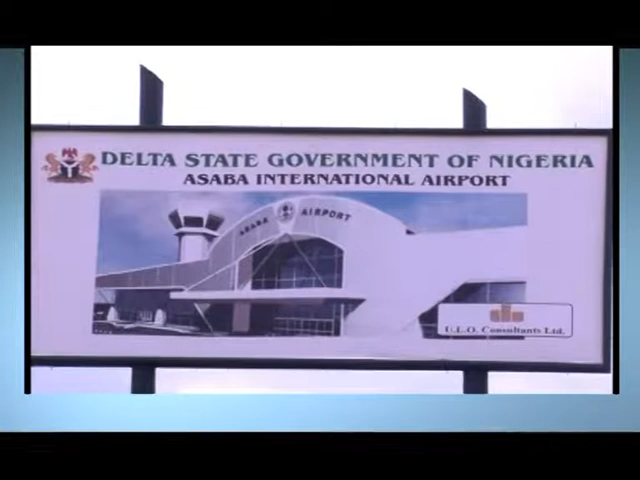 DELTA STATE GOVERNMENT OF NIGERIA
ASABA INTERNATIONAL AIRPORT
ASABA AIRPORT
U.L.O. Consultants Ltd.